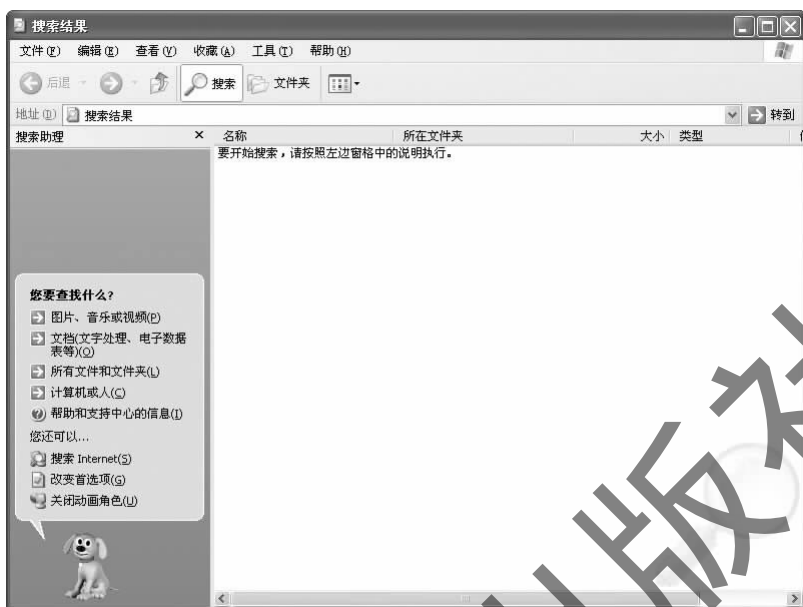 搜索结果
文件(F) 编辑(E) 查看(V) 收藏(A) 工具(T) 帮助(H)
后退 搜索 文件夹
地址(D) 搜索结果 转到
搜索助理 × 名称 所在文件夹 大小 类型
要开始搜索，请按照左边窗格中的说明执行。
您要查找什么?
图片、音乐或视频(P)
文档(文字处理、电子数据
表等)(O)
所有文件和文件夹(L)
计算机或人(C)
帮助和支持中心的信息(I)
您还可以...
搜索 Internet(S)
改变首选项(G)
关闭动画角色(U)
版社